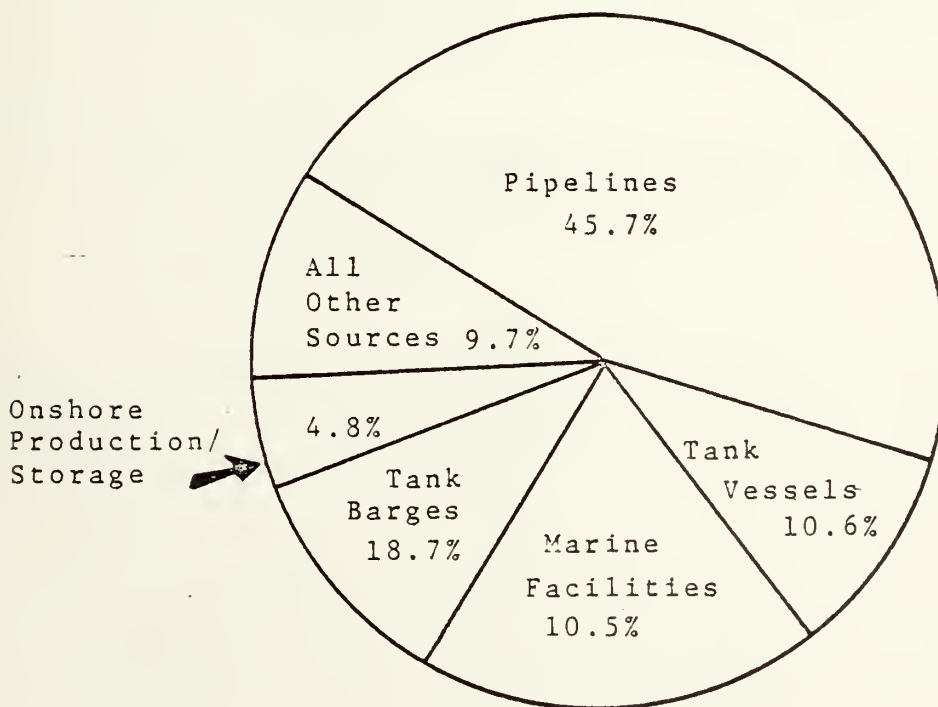 Pipelines
45.7%
All
Other
Sources 9.7%
Onshore
Production/
Storage
4.8%
Tank
Barges
18.7%
Marine
Facilities
10.5%
Tank
Vessels
10.6%